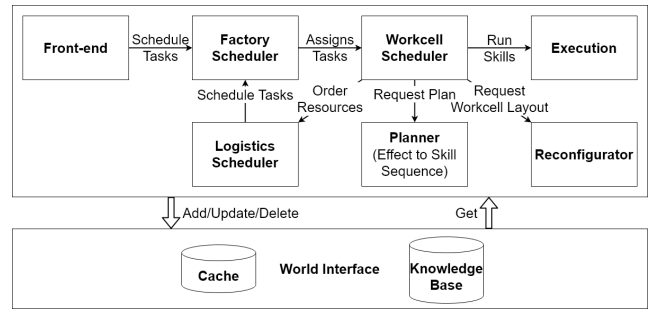 Front-end
Schedule
Tasks
Factory
Scheduler
Assigns
Tasks
Workcell
Scheduler
Run
Skills
Execution
Schedule Tasks
Order
Resources
Request Plan
Request
Workcell Layout
Logistics
Scheduler
Planner
(Effect to Skill
Sequence)
Reconfigurator
Add/Update/Delete
Get
Cache
World Interface
Knowledge
Base